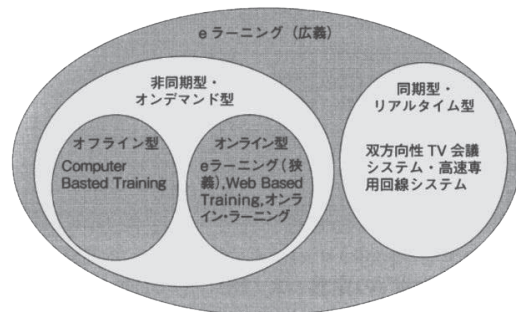 eラーニング（広義）
非同期型・
オンデマンド型
オフライン型
Computer
Basted Training
オンライン型
eラーニング（狭
義）,Web Based
Training,オンラ
イン・ラーニング
同期型・
リアルタイム型
双方向性 TV 会議
システム・高速専
用回線システム